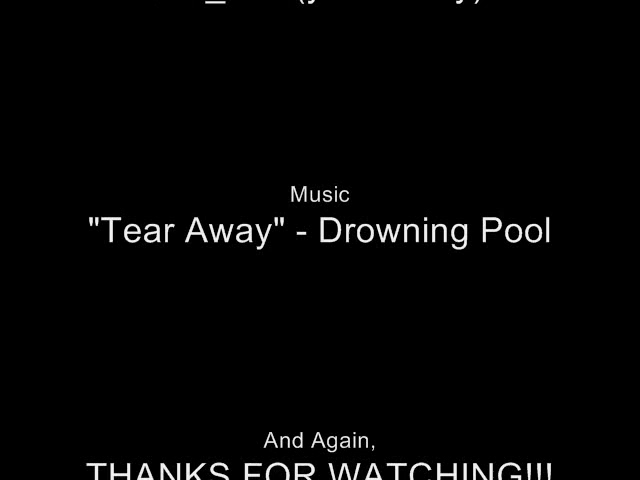 Music
"Tear Away" - Drowning Pool
And Again,
THANKS FOR WATCHING!!!